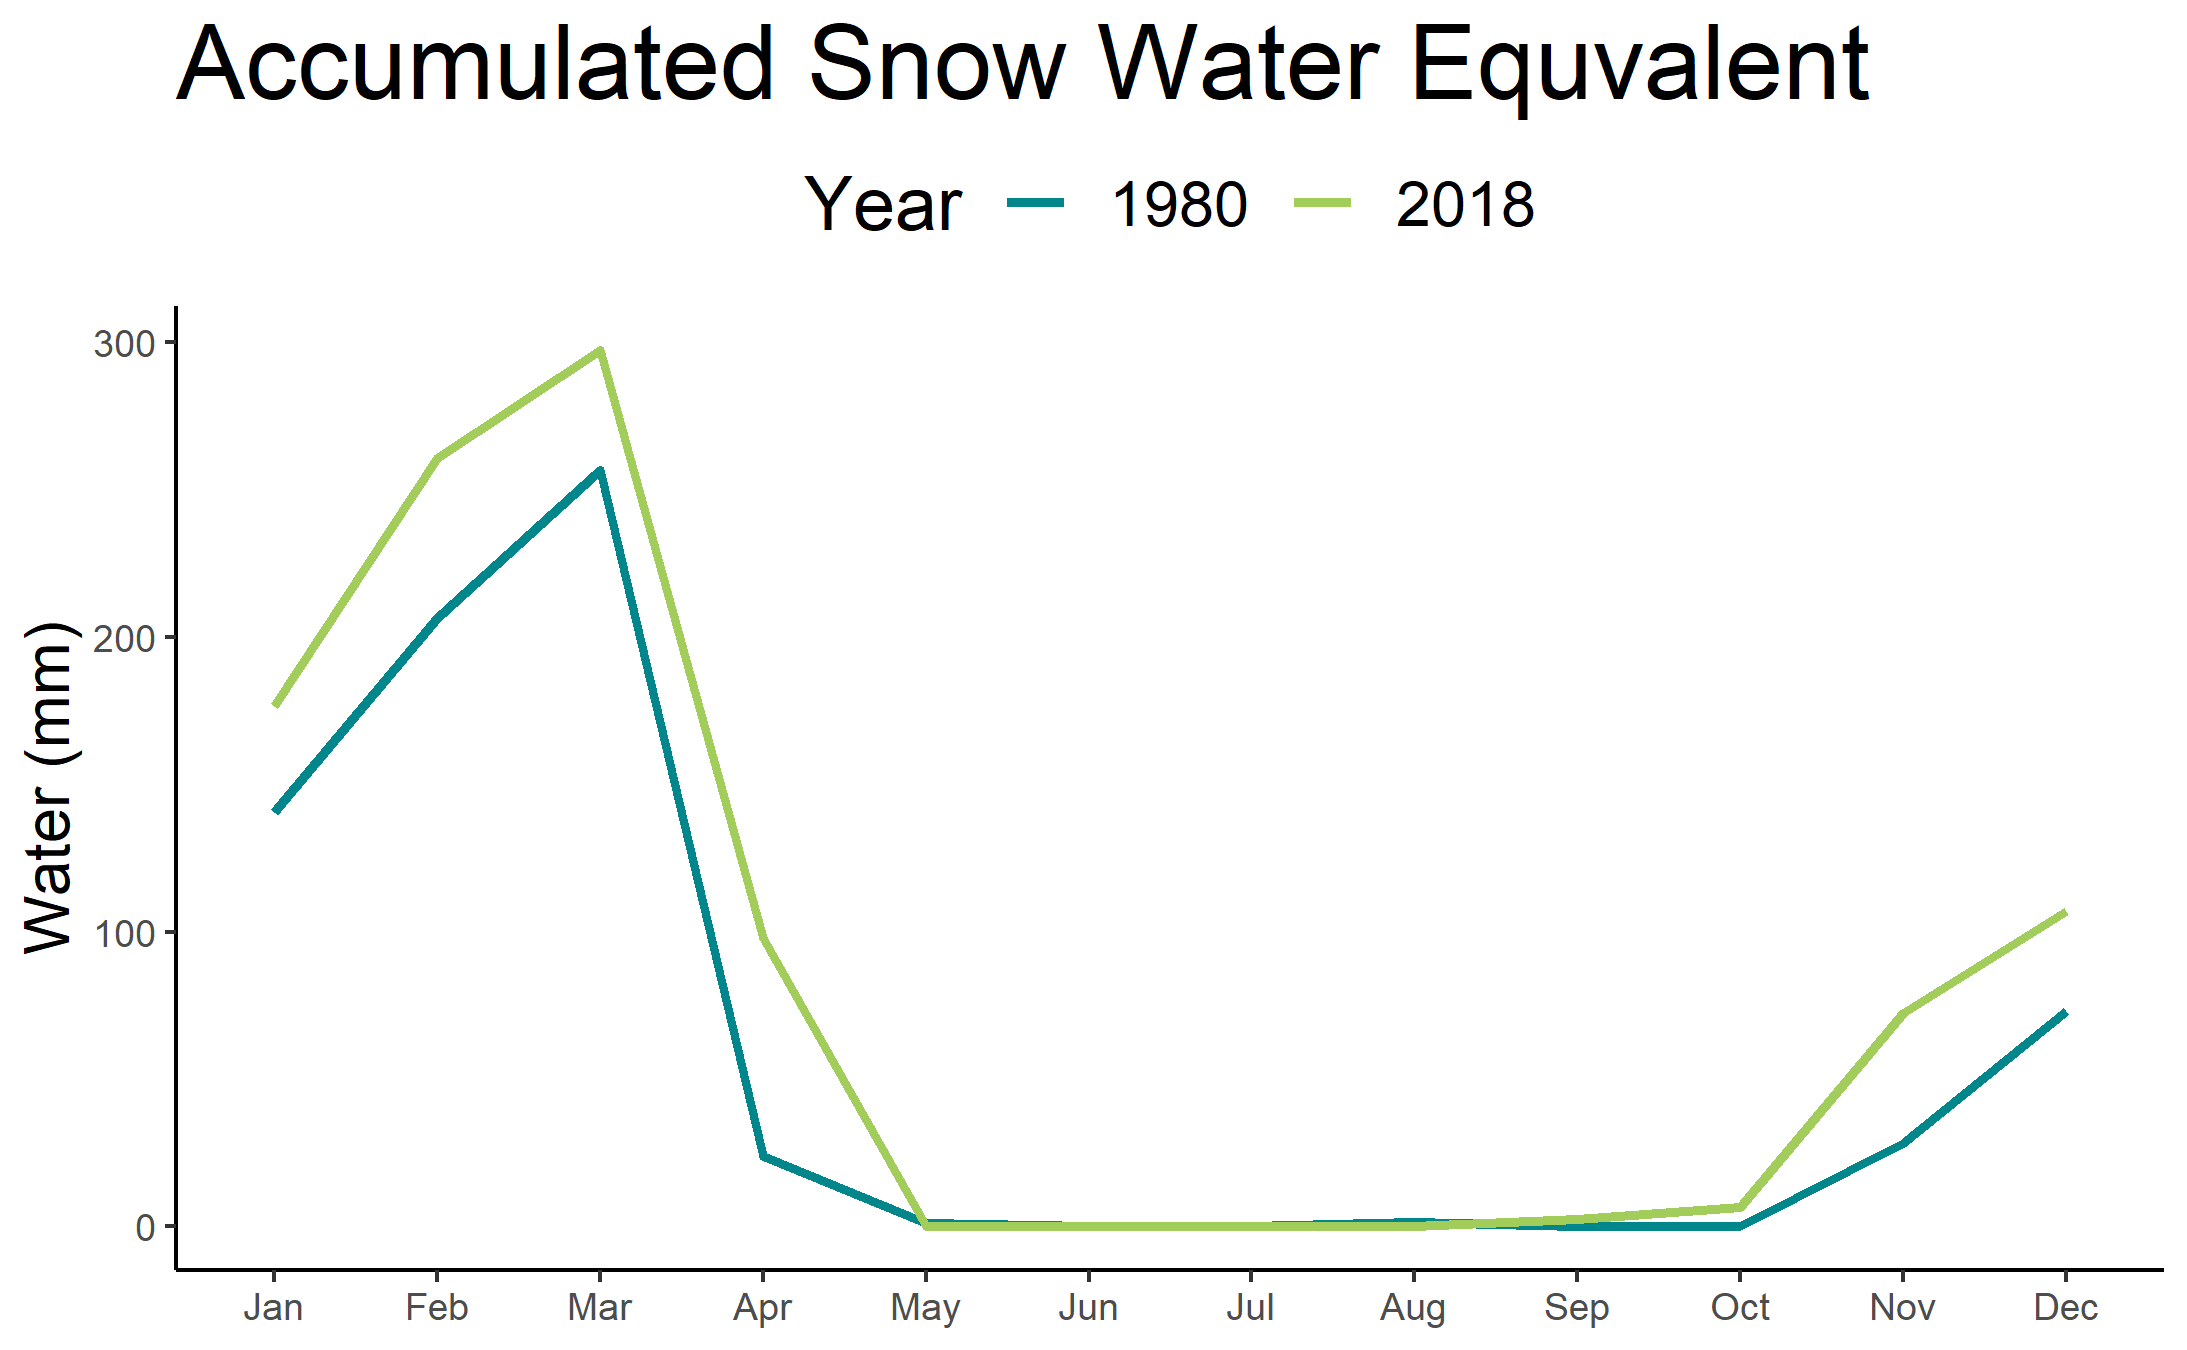 Accumulated Snow Water Equvalent
Year 1980 2018
Water (mm)
300
200
100
0
Jan Feb Mar Apr May Jun Jul Aug Sep Oct Nov Dec